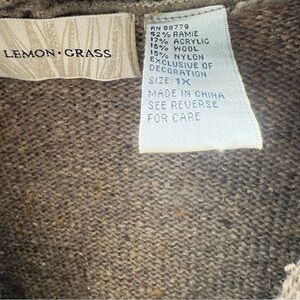 LEMON · GRASS
RN 88779
52% RAMIE
17% ACRYLIC
16% WOOL
15% NYLON
EXCLUSIVE OF
DECORATION
SIZE: 1X
MADE IN CHINA
SEE REVERSE
FOR CARE